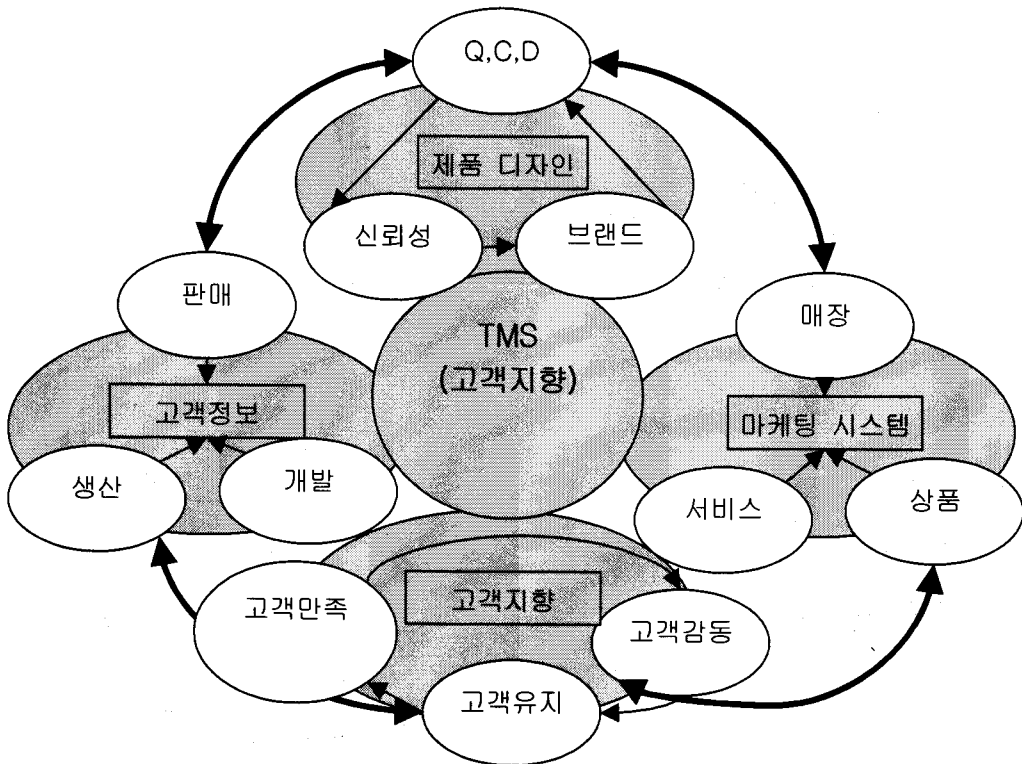 Q,C,D
제품 디자인
신뢰성
브랜드
판매
매장
TMS
(고객지향)
고객정보
마케팅 시스템
생산
개발
서비스
상품
고객만족
고객지향
고객감동
고객유지